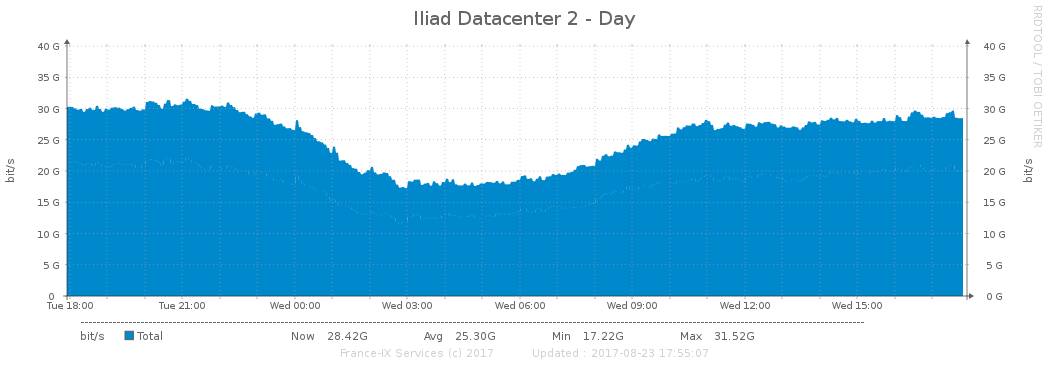 Iliad Datacenter 2 - Day
RRDTOOL / TOBI OETIKER
bit/s
40 G 40 G
35 G 35 G
30 G 30 G
25 G 25 G
20 G 20 G
15 G 15 G
10 G 10 G
5 G 5 G
0 0 G
bit/s
Tue 18:00 Tue 21:00 Wed 00:00 Wed 03:00 Wed 06:00 Wed 09:00 Wed 12:00 Wed 15:00
bit/s Total Now 28.42G Avg 25.30G Min 17.22G Max 31.52G
France-IX Services (c) 2017 Updated : 2017-08-23 17:55:07